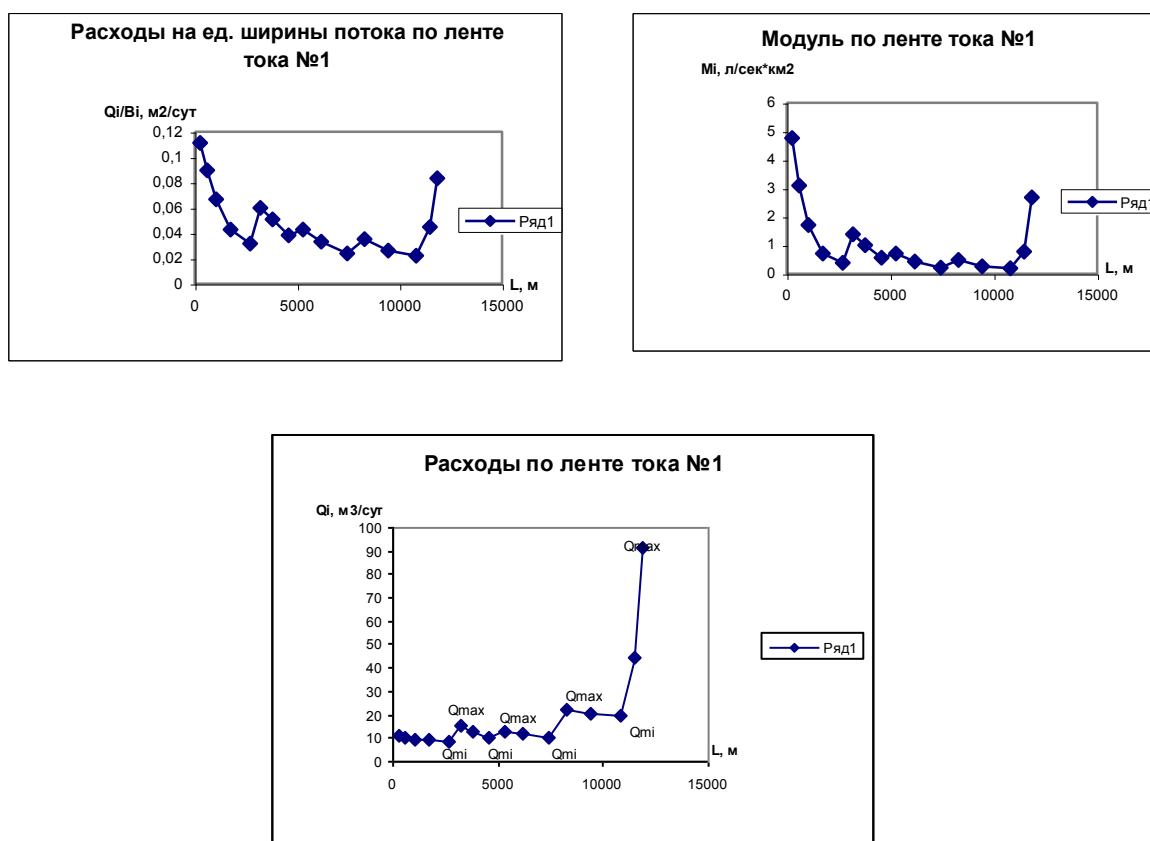 Расходы на ед. ширины потока по ленте
тока №1
Qi/Bi, м2/сут
0,12
0,1
0,08
0,06
0,04
0,02
0
0
5000
10000
15000
L, м
Ряд1
Модуль по ленте тока №1
Mi, л/сек*км2
6
5
4
3
2
1
0
0
5000
10000
15000
L, м
Ряд1
Расходы по ленте тока №1
Qi, м3/сут
100
90
80
70
60
50
40
30
20
10
0
Qmax
Qmax
Qmax
Qmax
Qmi
Qmi
Qmi
Qmi
0
5000
10000
15000
L, м
Ряд1